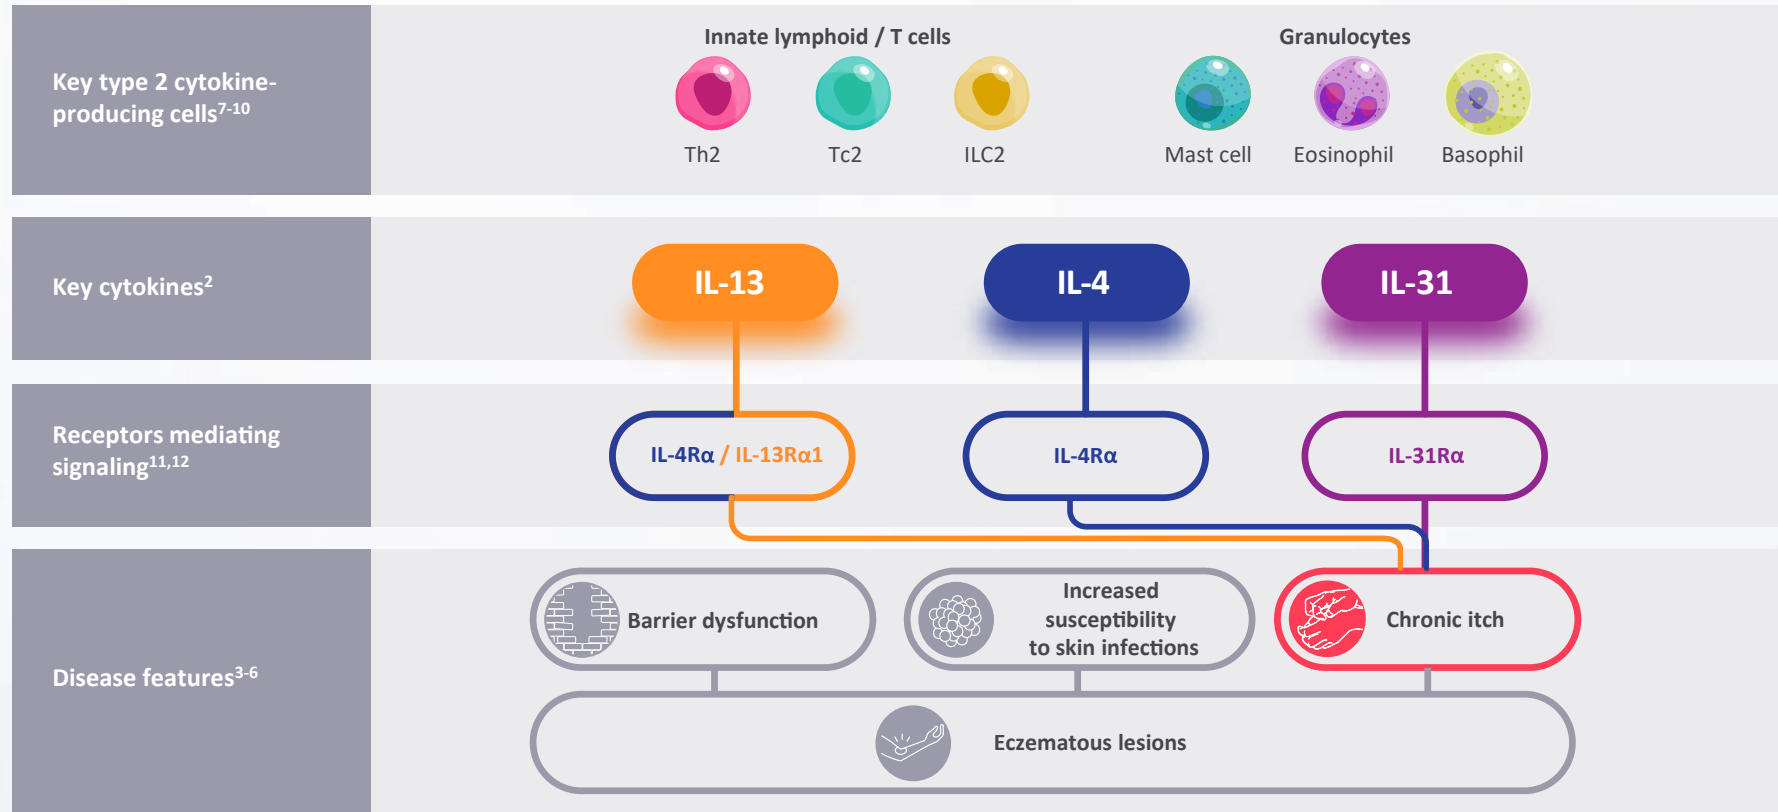 Key type 2 cytokine-
producing cells7-10
Innate lymphoid / T cells
Granulocytes
Th2
Tc2
ILC2
Mast cell
Eosinophil
Basophil
Key cytokines2
IL-13
IL-4
IL-31
Receptors mediating
signaling11,12
IL-4Rα / IL-13Rα1
IL-4Rα
IL-31Rα
Disease features3-6
Barrier dysfunction
Increased
susceptibility
to skin infections
Chronic itch
Eczematous lesions